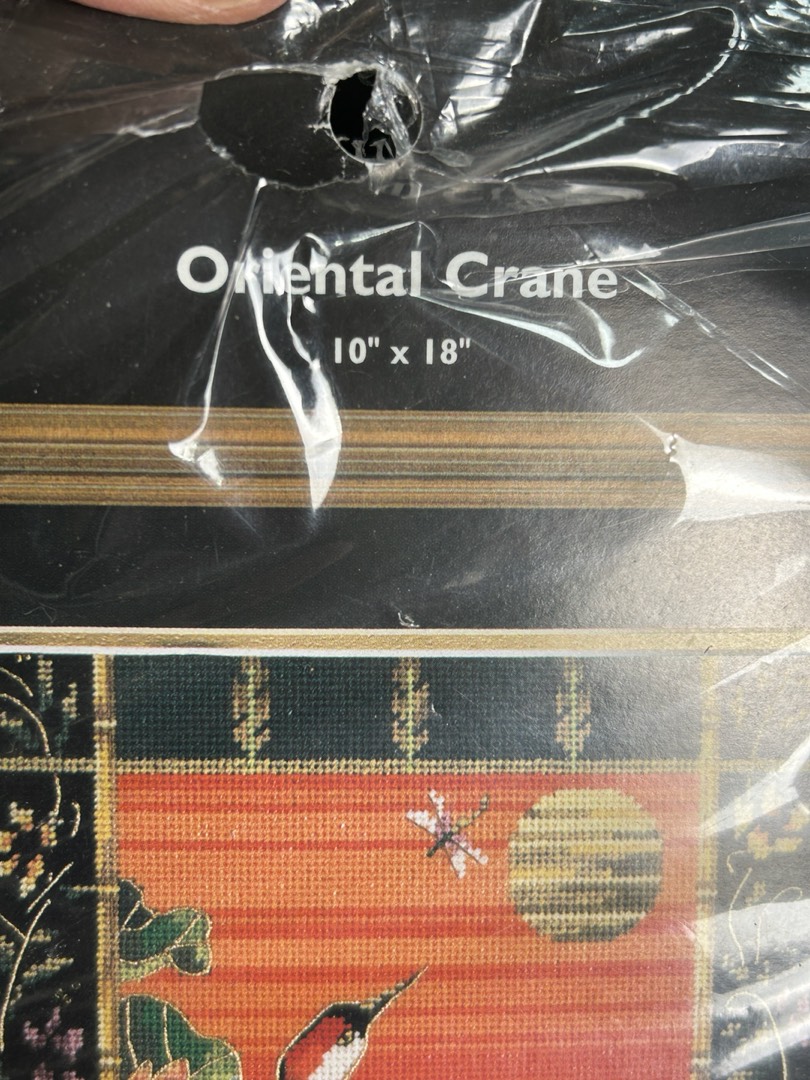 Oriental Crane
10" x 18"